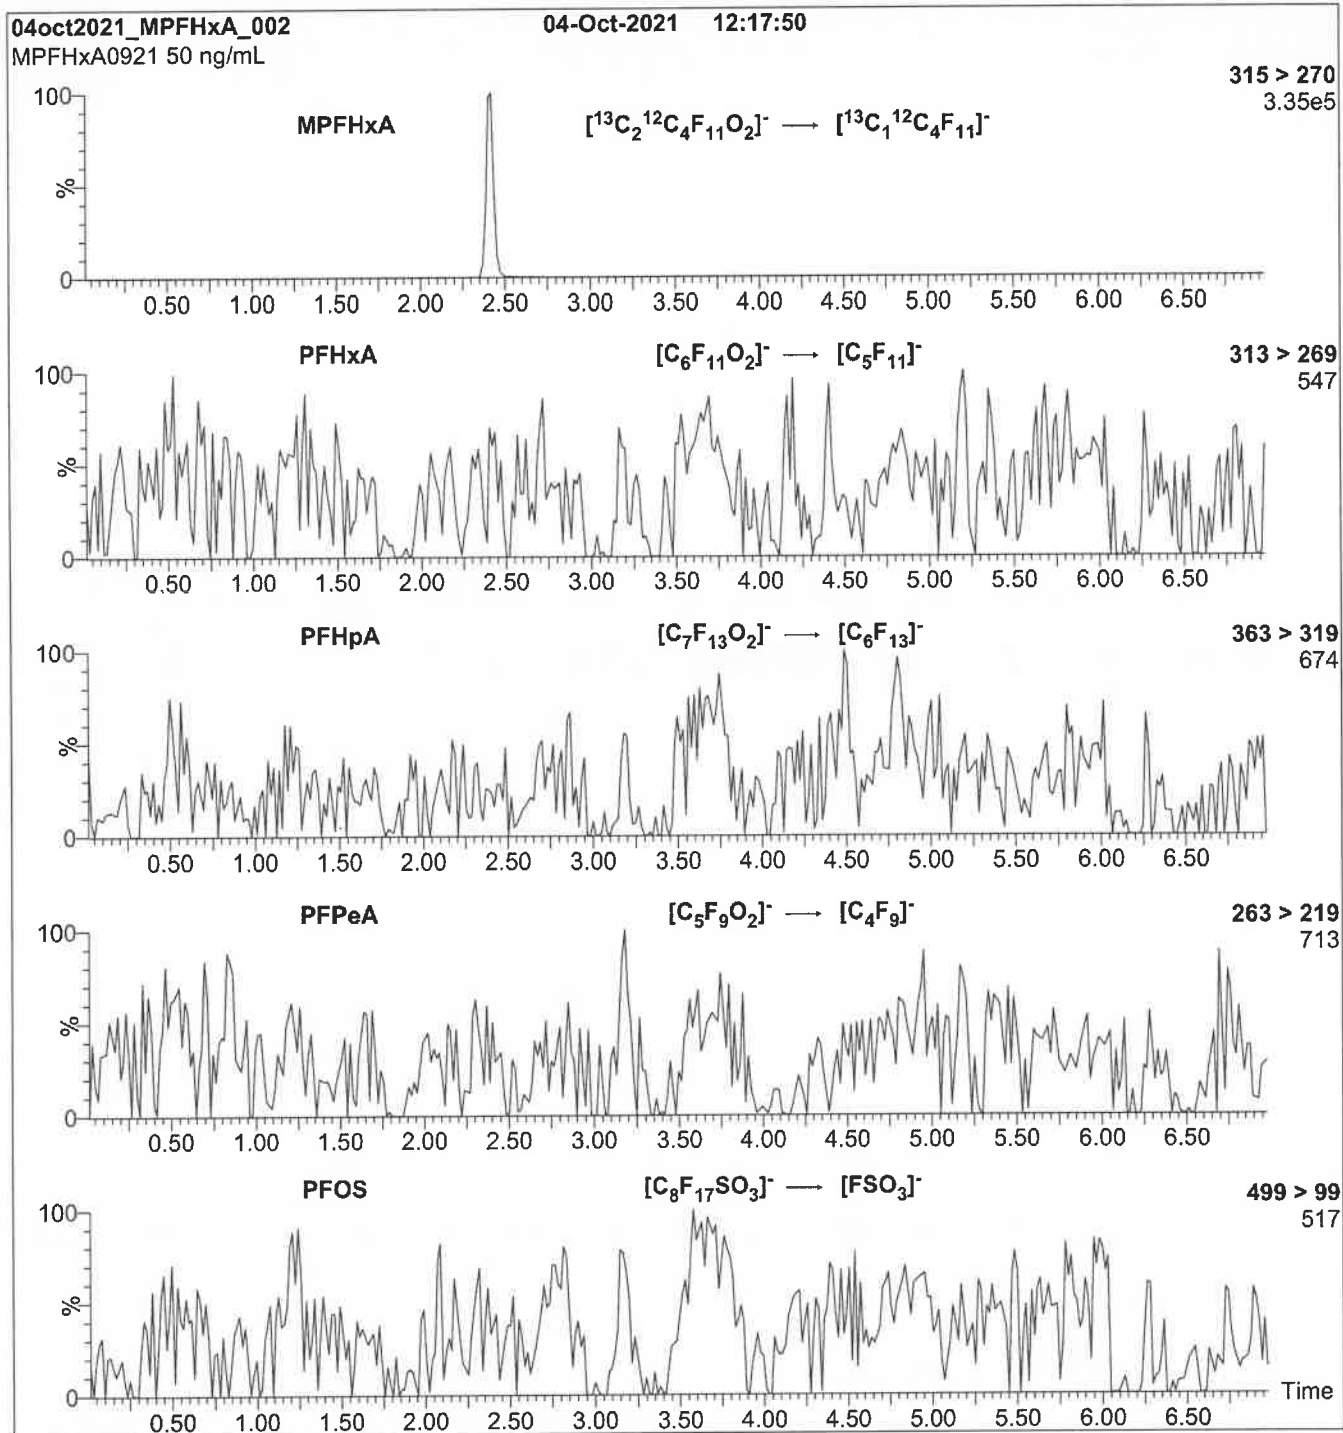 04oct2021_MPFHxA_002 04-Oct-2021 12:17:50
MPFHxA0921 50 ng/mL
315 > 270
3.35e5
MPFHxA [¹³C₂¹²C₄F₁₁O₂]⁻ → [¹³C₁¹²C₄F₁₁]⁻
100
%
0
0.50 1.00 1.50 2.00 2.50 3.00 3.50 4.00 4.50 5.00 5.50 6.00 6.50
PFHxA [C₆F₁₁O₂]⁻ → [C₅F₁₁]⁻ 313 > 269
547
100
%
0
0.50 1.00 1.50 2.00 2.50 3.00 3.50 4.00 4.50 5.00 5.50 6.00 6.50
PFHpA [C₇F₁₃O₂]⁻ → [C₆F₁₃]⁻ 363 > 319
674
100
%
0
0.50 1.00 1.50 2.00 2.50 3.00 3.50 4.00 4.50 5.00 5.50 6.00 6.50
PFPeA [C₅F₉O₂]⁻ → [C₄F₉]⁻ 263 > 219
713
100
%
0
0.50 1.00 1.50 2.00 2.50 3.00 3.50 4.00 4.50 5.00 5.50 6.00 6.50
PFOS [C₈F₁₇SO₃]⁻ → [FSO₃]⁻ 499 > 99
517
100
%
0
Time
0.50 1.00 1.50 2.00 2.50 3.00 3.50 4.00 4.50 5.00 5.50 6.00 6.50